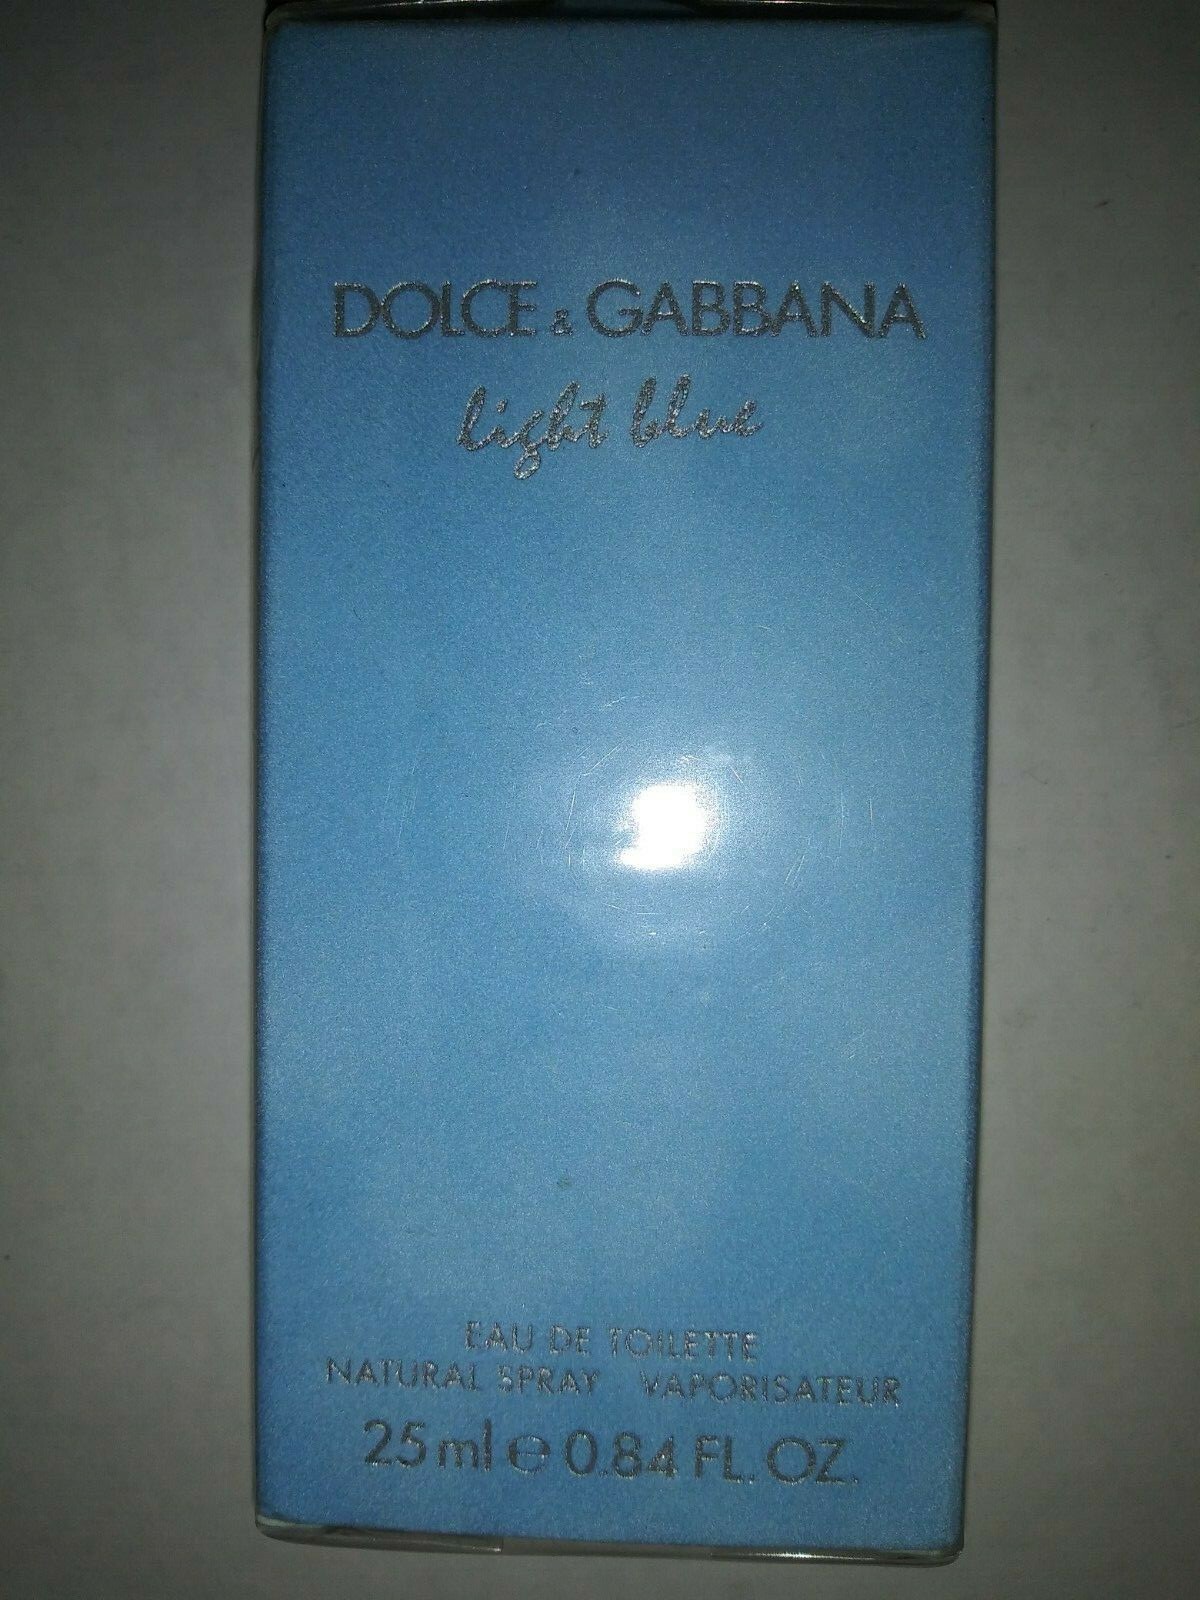 DOLCE & GABBANA
light blue
EAU DE TOILETTE
NATURAL SPRAY VAPORISATEUR
25ml ℮ 0.84 FL. OZ.